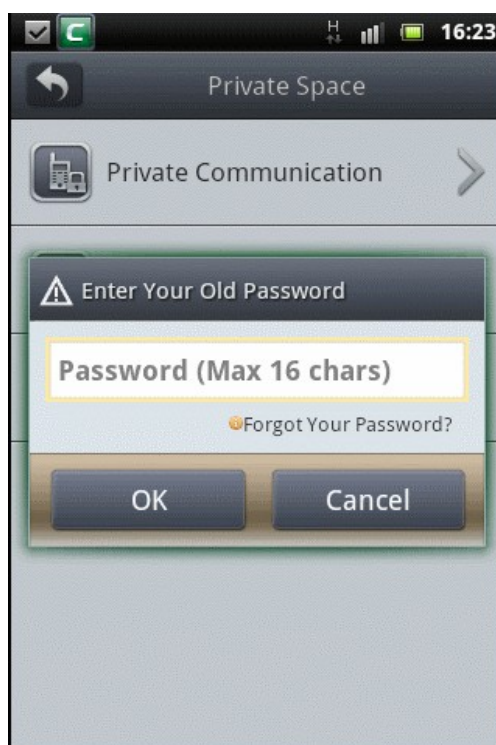 C
H
16:23
Private Space
Private Communication
Enter Your Old Password
Password (Max 16 chars)
Forgot Your Password?
OK
Cancel